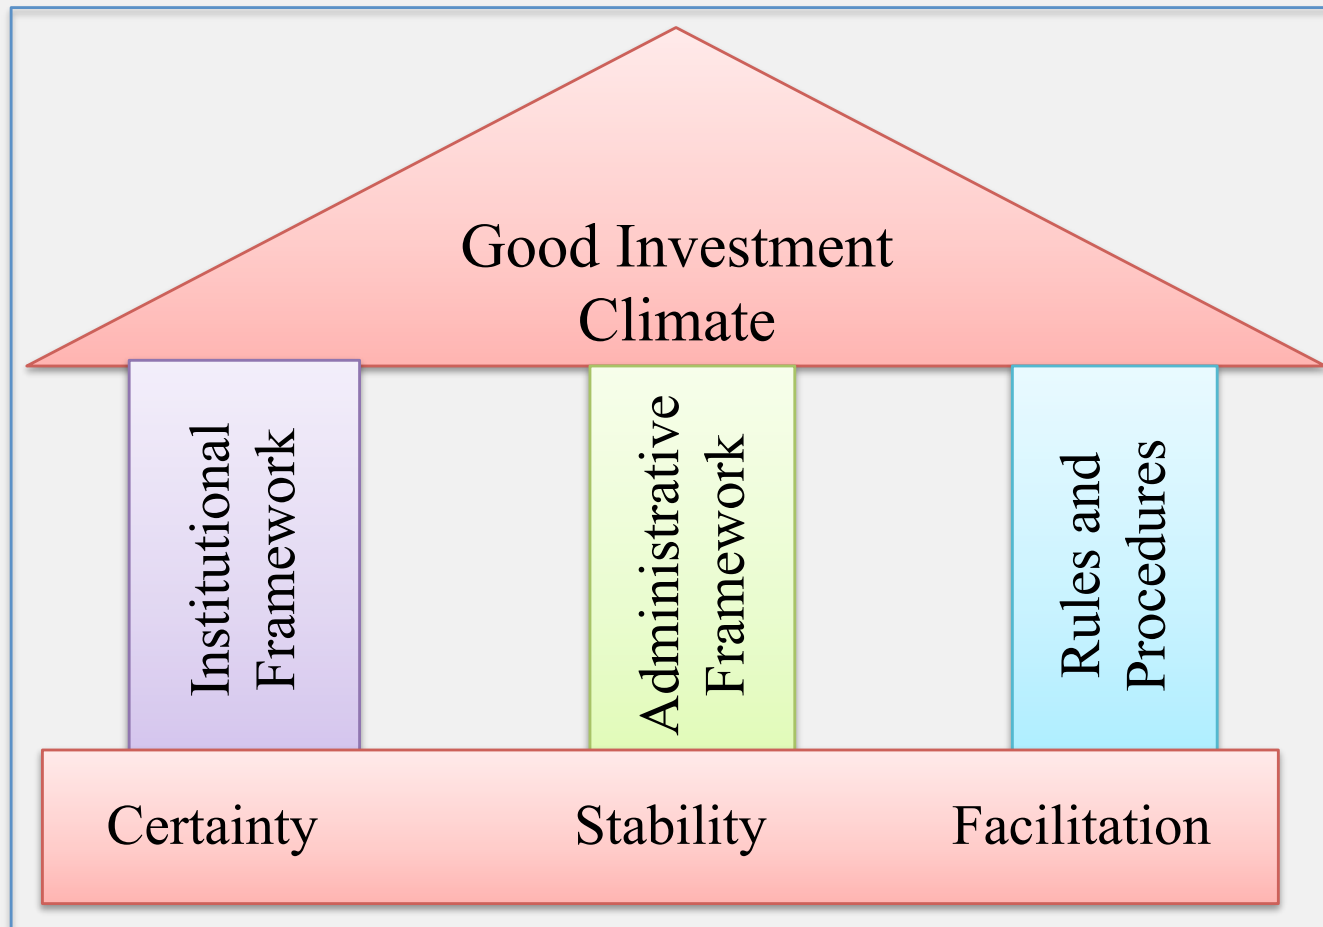 Good Investment
Climate
Institutional
Framework
Administrative
Framework
Rules and
Procedures
Certainty
Stability
Facilitation